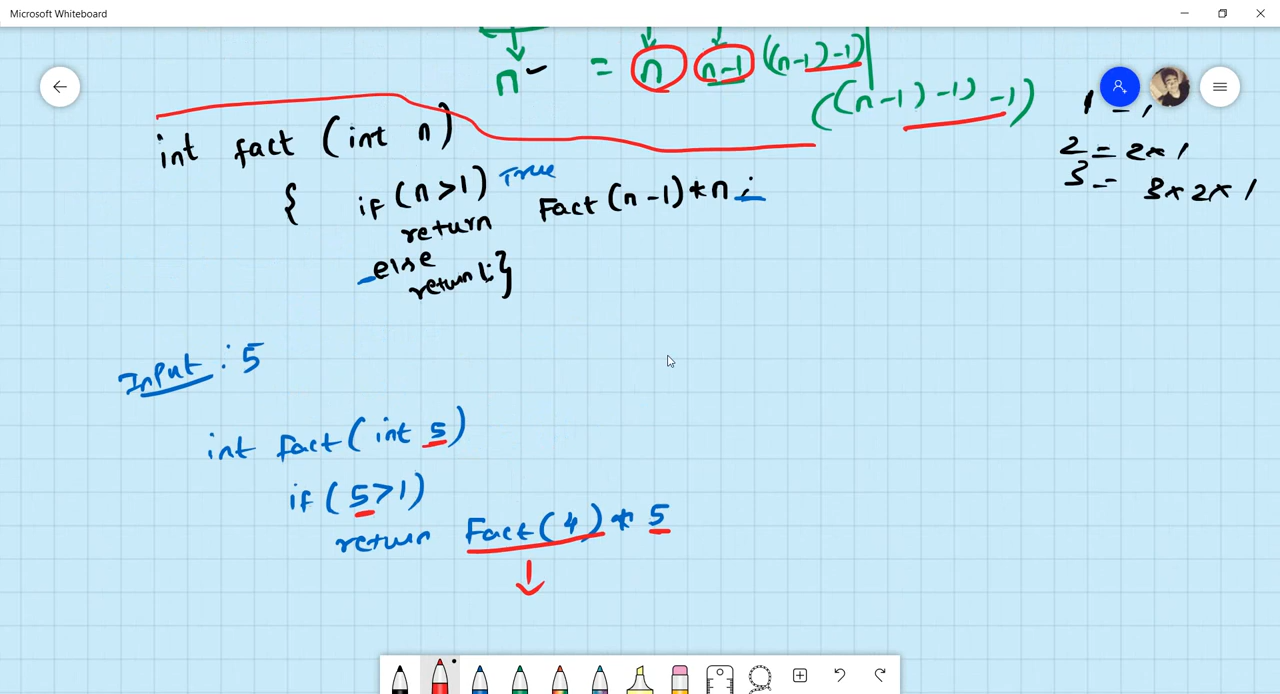 Microsoft Whiteboard
n = n n-1 ((n-1)-1)
(((n-1)-1)-1)
2 = 2x1
3 = 3x2x1
int fact (int n)
{ if (n>1) True
return Fact(n-1)*n;
else
return 1;}
Input : 5
int fact(int 5)
if (5>1)
return Fact(4) * 5